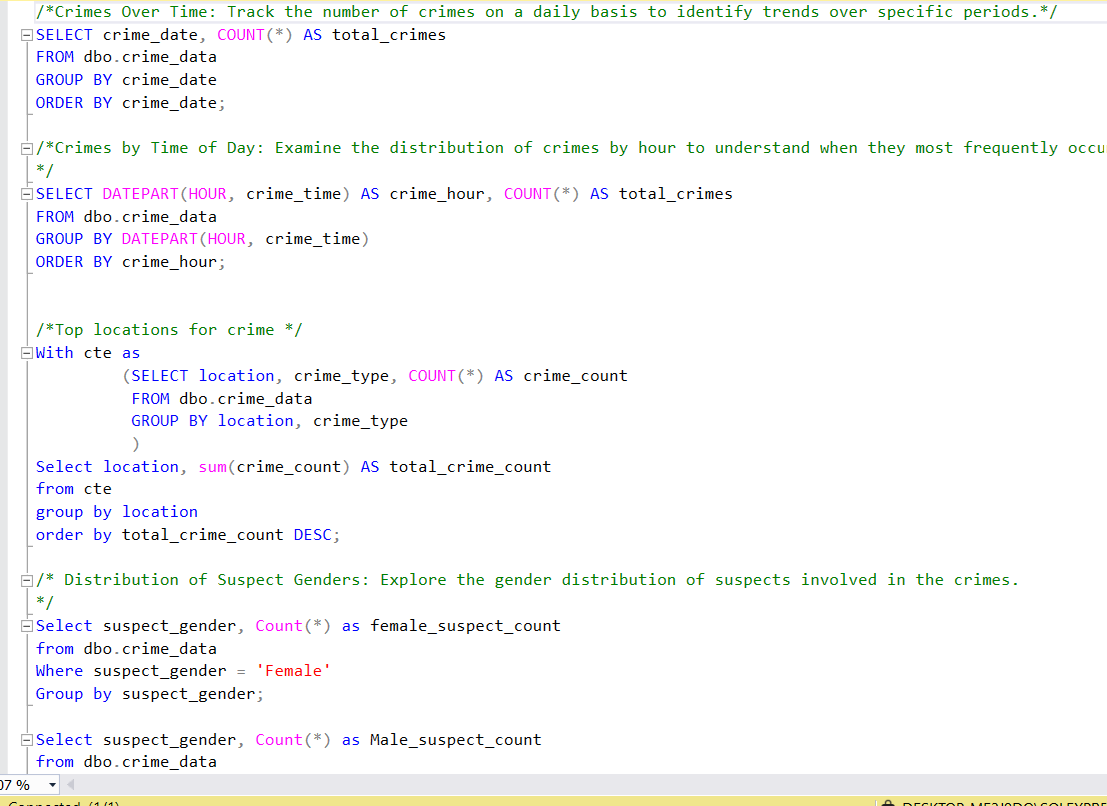 /*Crimes Over Time: Track the number of crimes on a daily basis to identify trends over specific periods.*/
SELECT crime_date, COUNT(*) AS total_crimes
FROM dbo.crime_data
GROUP BY crime_date
ORDER BY crime_date;
/*Crimes by Time of Day: Examine the distribution of crimes by hour to understand when they most frequently occu
*/
SELECT DATEPART(HOUR, crime_time) AS crime_hour, COUNT(*) AS total_crimes
FROM dbo.crime_data
GROUP BY DATEPART(HOUR, crime_time)
ORDER BY crime_hour;
/*Top locations for crime */
With cte as
(SELECT location, crime_type, COUNT(*) AS crime_count
FROM dbo.crime_data
GROUP BY location, crime_type
)
Select location, sum(crime_count) AS total_crime_count
from cte
group by location
order by total_crime_count DESC;
/* Distribution of Suspect Genders: Explore the gender distribution of suspects involved in the crimes.
*/
Select suspect_gender, Count(*) as female_suspect_count
from dbo.crime_data
Where suspect_gender = 'Female'
Group by suspect_gender;
Select suspect_gender, Count(*) as Male_suspect_count
from dbo.crime_data
07 %
Connected. (1/1)